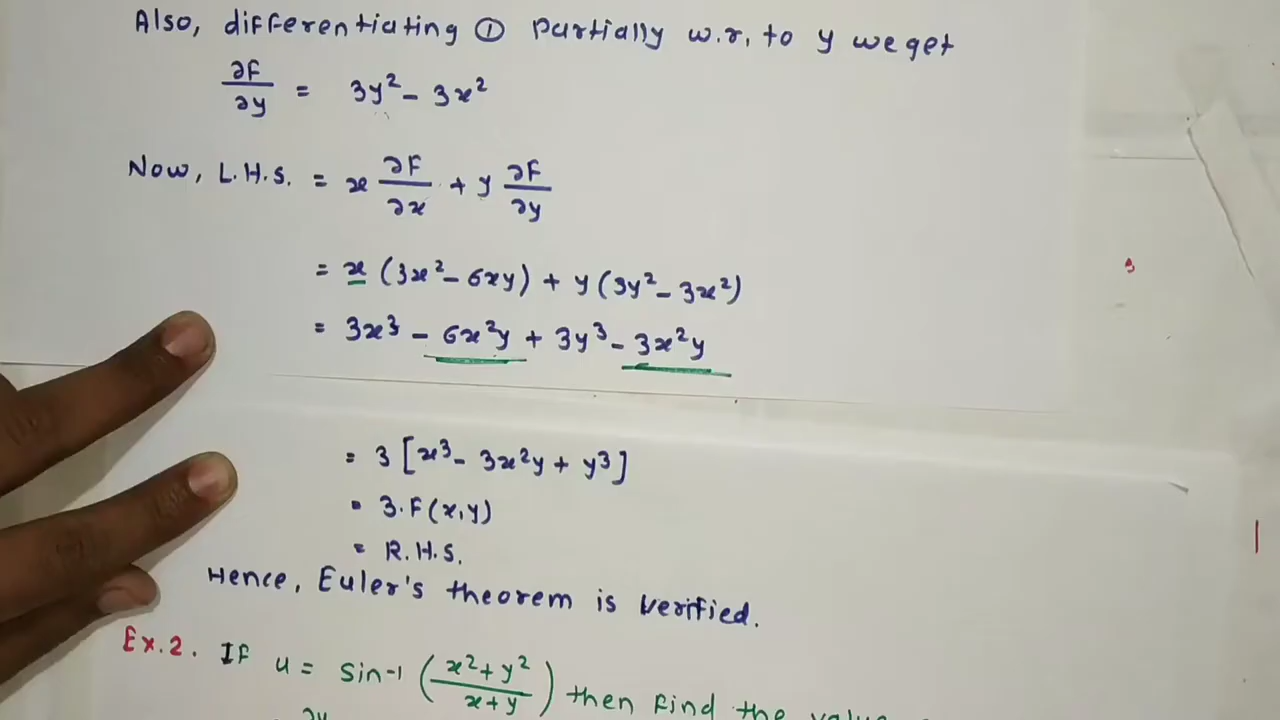 Also, differentiating ① Partially w.r. to y we get
∂F/∂y = 3y² - 3x²
Now, L.H.S. = x ∂F/∂x + y ∂F/∂y
= x (3x² - 6xy) + y (3y² - 3x²)
= 3x³ - 6x²y + 3y³ - 3x²y
= 3 [x³ - 3x²y + y³]
= 3.F(x,y)
= R.H.S.
Hence, Euler's theorem is verified.
Ex.2. If u = sin-1 (x²+y²/x+y) then find the value